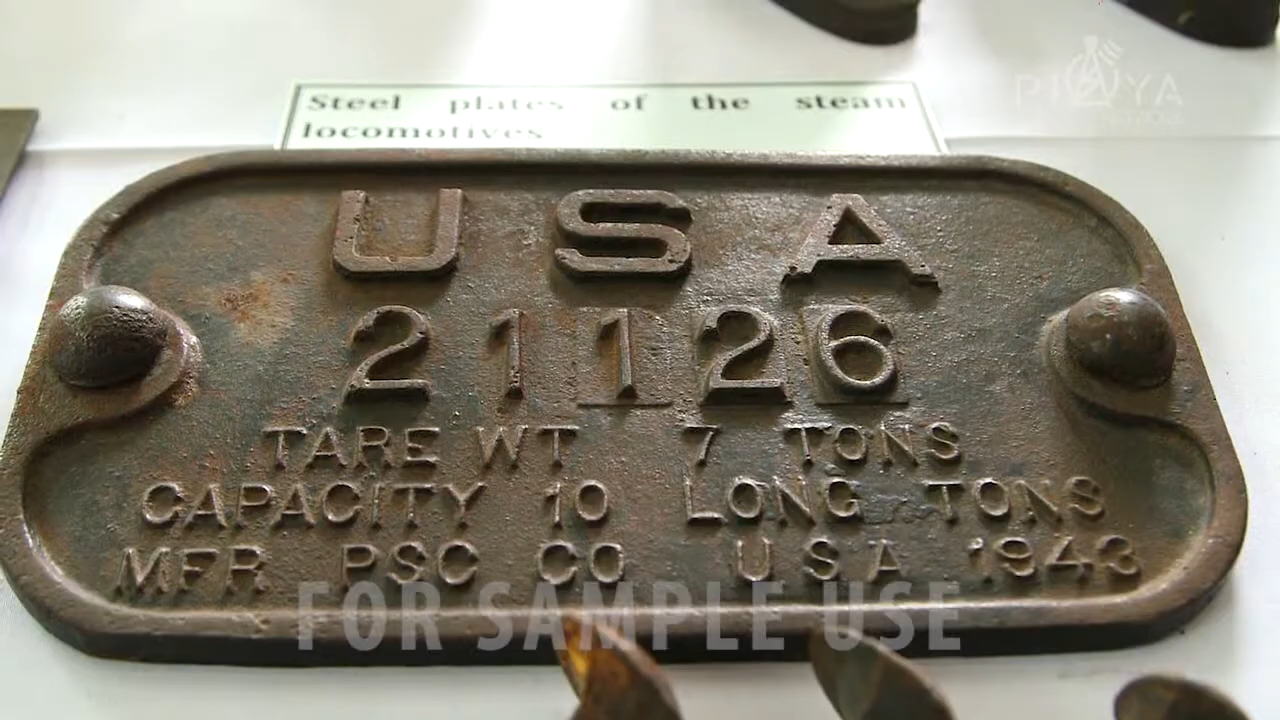 PIAYA
Steel plates of the steam
locomotives
USA
21126
TARE WT 7 TONS
CAPACITY 10 LONG TONS
MFR PSC CO USA 1943
FOR SAMPLE USE